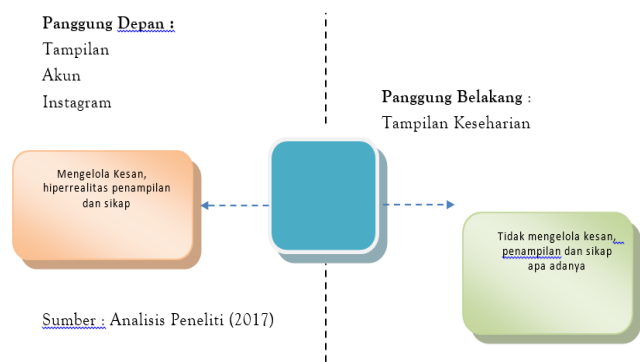 Panggung Depan :
Tampilan
Akun
Instagram
Panggung Belakang :
Tampilan Keseharian
Mengelola Kesan,
hiperrealitas penampilan
dan sikap
Tidak mengelola kesan,
penampilan dan sikap
apa adanya
Sumber : Analisis Peneliti (2017)